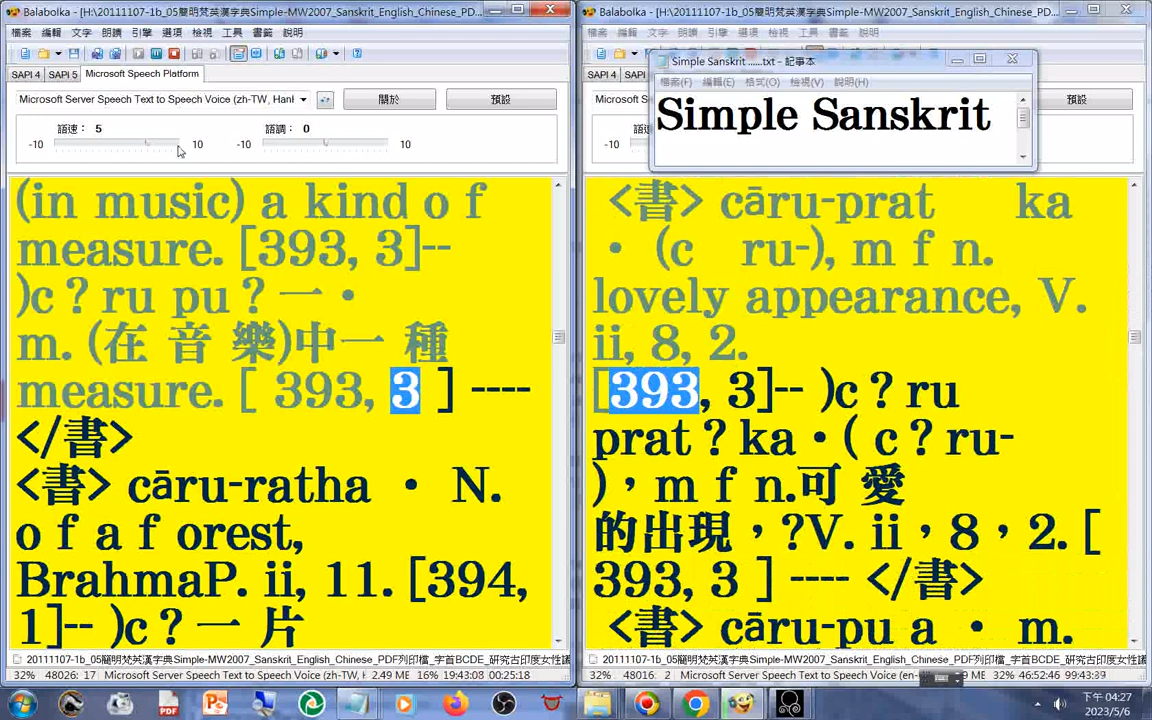 Balabolka - [H:\20111107-1b_05簡明梵英漢字典Simple-MW2007_Sanskrit_English_Chinese_PD...
檔案 編輯 文字 朗讀 引擎 選項 檢視 工具 書籤 說明
SAPI 4 SAPI 5 Microsoft Speech Platform
Microsoft Server Speech Text to Speech Voice (zh-TW, Hanl
關於
預設
語速： 5
語調： 0
-10 10 -10 10
(in music) a kind o f
measure. [393, 3]--
)c？ru pu？一・
m. (在 音 樂)中一 種
measure. [ 393, 3 ] ----
</書>
<書> cāru-ratha ・ N.
o f a f orest,
BrahmaP. ii, 11. [394,
1]-- )c？一 片
20111107-1b_05簡明梵英漢字典Simple-MW2007_Sanskrit_English_Chinese_PDF列印檔_字首BCDE_研究古印度女性議
32% 48026: 17 Microsoft Server Speech Text to Speech Voice (zh-TW, H 2.49 MB 16% 19:43:08 00:25:18
Balabolka - [H:\20111107-1b_05簡明梵英漢字典Simple-MW2007_Sanskrit_English_Chinese_PD...
檔案 編輯 文字 朗讀 引擎 選項 檢視 工具 書籤 說明
SAPI 4 SAPI
Microsoft S
預設
語速
-10
10
Simple Sanskrit ......txt - 記事本
檔案(F) 編輯(E) 格式(O) 檢視(V) 說明(H)
Simple Sanskrit
<書> cāru-prat ka
・ (c ru-), m f n.
lovely appearance, V.
ii, 8, 2.
[393, 3]-- )c？ru
prat？ka・( c？ru-
)，m f n.可 愛
的出現，?V. ii，8，2. [
393, 3 ] ---- </書>
<書> cāru-pu a ・ m.
20111107-1b_05簡明梵英漢字典Simple-MW2007_Sanskrit_English_Chinese_PDF列印檔_字首BCDE_研究古印度女性議
32% 48016: 2 Microsoft Server Speech Text to Speech Voice (zh-TW, 32% 46:52:46 99:43:39
PDF
下午 04:27
2023/5/6